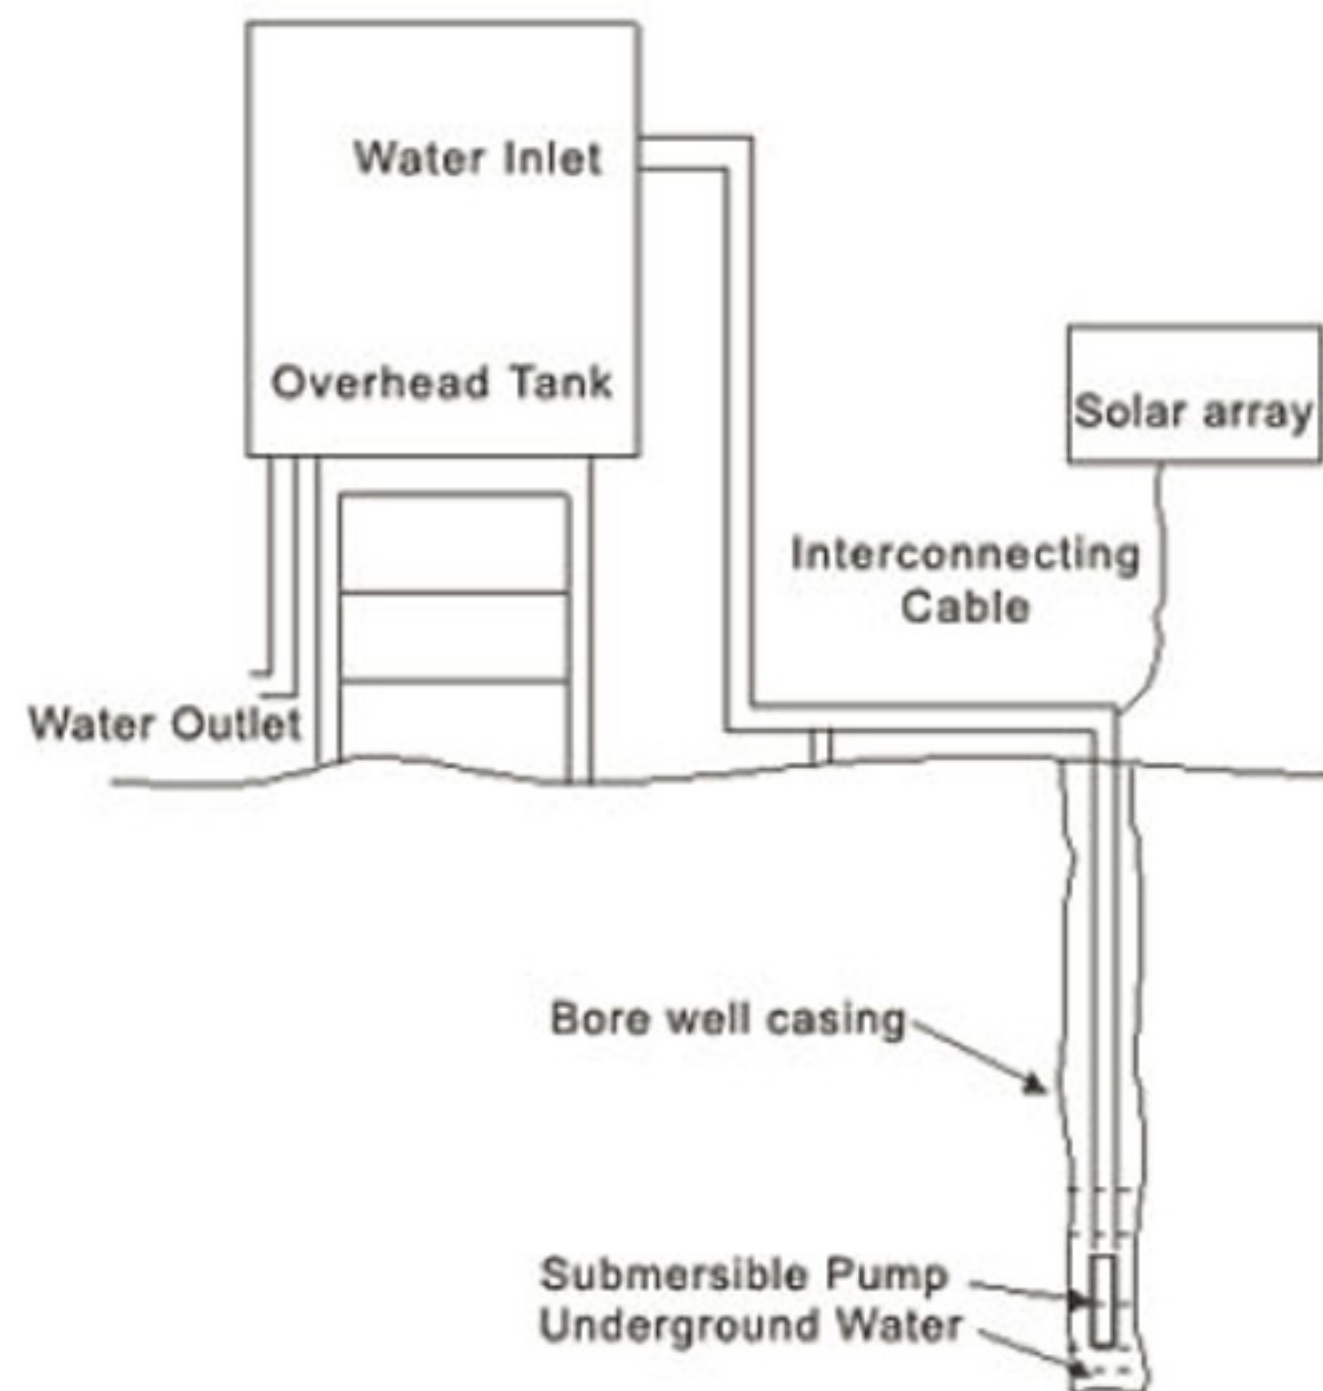 Water Inlet
Overhead Tank
Solar array
Interconnecting
Cable
Water Outlet
Bore well casing
Submersible Pump
Underground Water